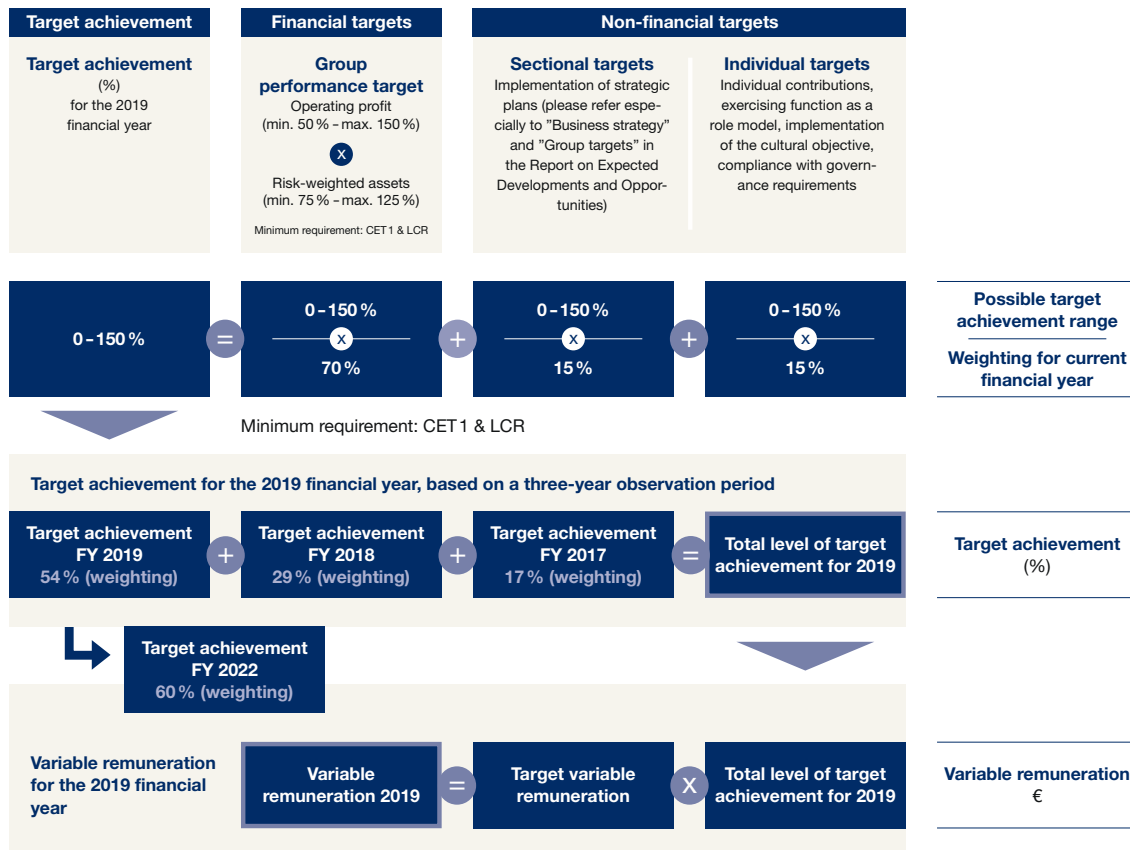 Target achievement
Financial targets
Non-financial targets
Target achievement
(%)
for the 2019
financial year
Group
performance target
Operating profit
(min. 50 % – max. 150 %)
x
Risk-weighted assets
(min. 75 % – max. 125 %)
Minimum requirement: CET 1 & LCR
Sectional targets
Implementation of strategic
plans (please refer espe-
cially to ”Business strategy”
and ”Group targets” in
the Report on Expected
Developments and Oppor-
tunities)
Individual targets
Individual contributions,
exercising function as a
role model, implementation
of the cultural objective,
compliance with govern-
ance requirements
0 – 150 %
=
0 – 150 %
x
70 %
+
0 – 150 %
x
15 %
+
0 – 150 %
x
15 %
Possible target
achievement range
Weighting for current
financial year
Minimum requirement: CET 1 & LCR
Target achievement for the 2019 financial year, based on a three-year observation period
Target achievement
FY 2019
54 % (weighting)
+
Target achievement
FY 2018
29 % (weighting)
+
Target achievement
FY 2017
17 % (weighting)
=
Total level of target
achievement for 2019
Target achievement
(%)
Target achievement
FY 2022
60 % (weighting)
Variable remuneration
for the 2019 financial
year
Variable
remuneration 2019
=
Target variable
remuneration
x
Total level of target
achievement for 2019
Variable remuneration
€